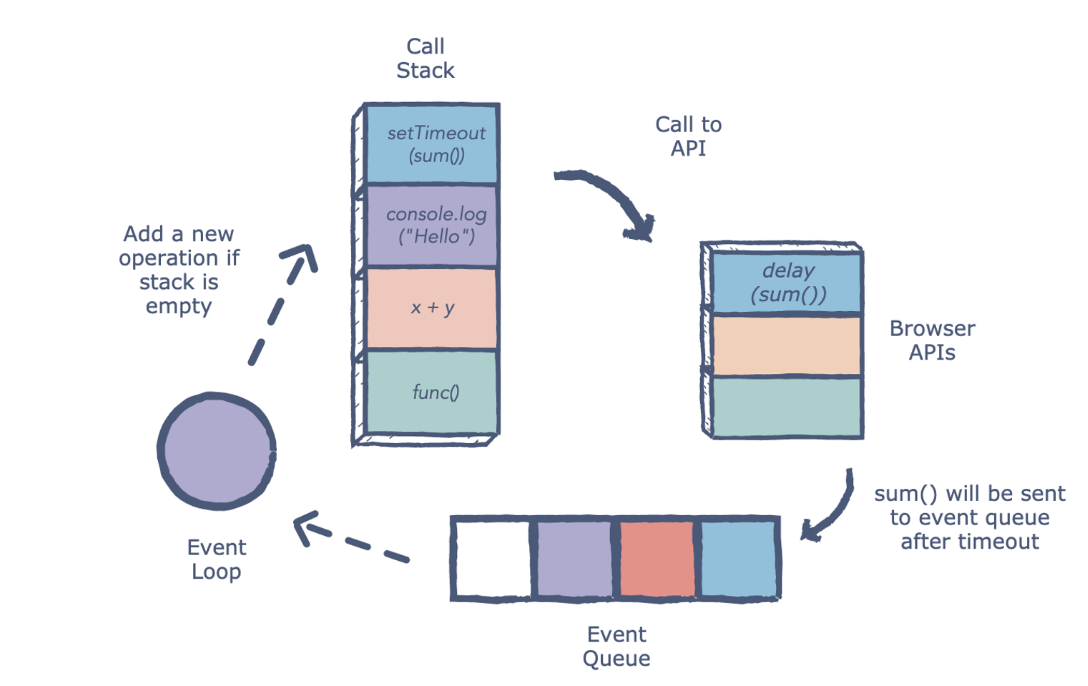 Call
Stack
setTimeout
(sum())
console.log
("Hello")
x + y
func()
Call to
API
delay
(sum())
Browser
APIs
Add a new
operation if
stack is
empty
Event
Loop
sum() will be sent
to event queue
after timeout
Event
Queue